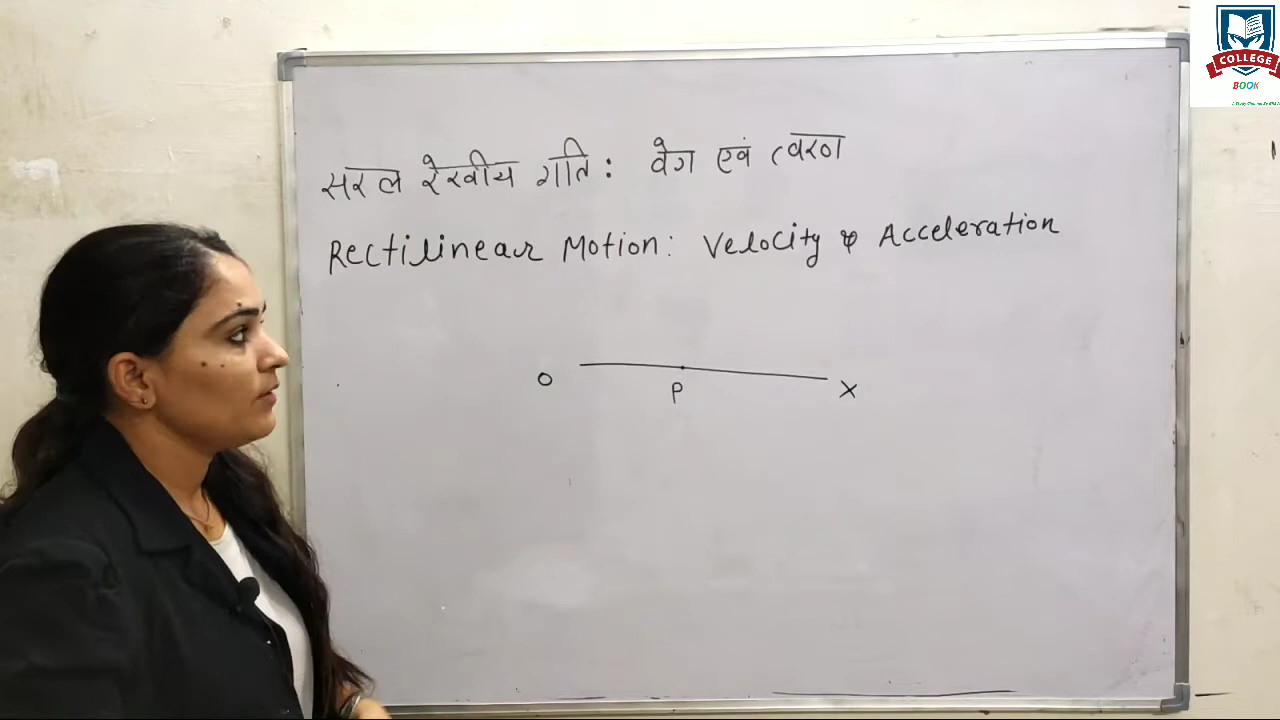 सरल रेखीय गति : वेग एवं त्वरण
Rectilinear Motion: Velocity & Acceleration
O P X
COLLEGE
BOOK